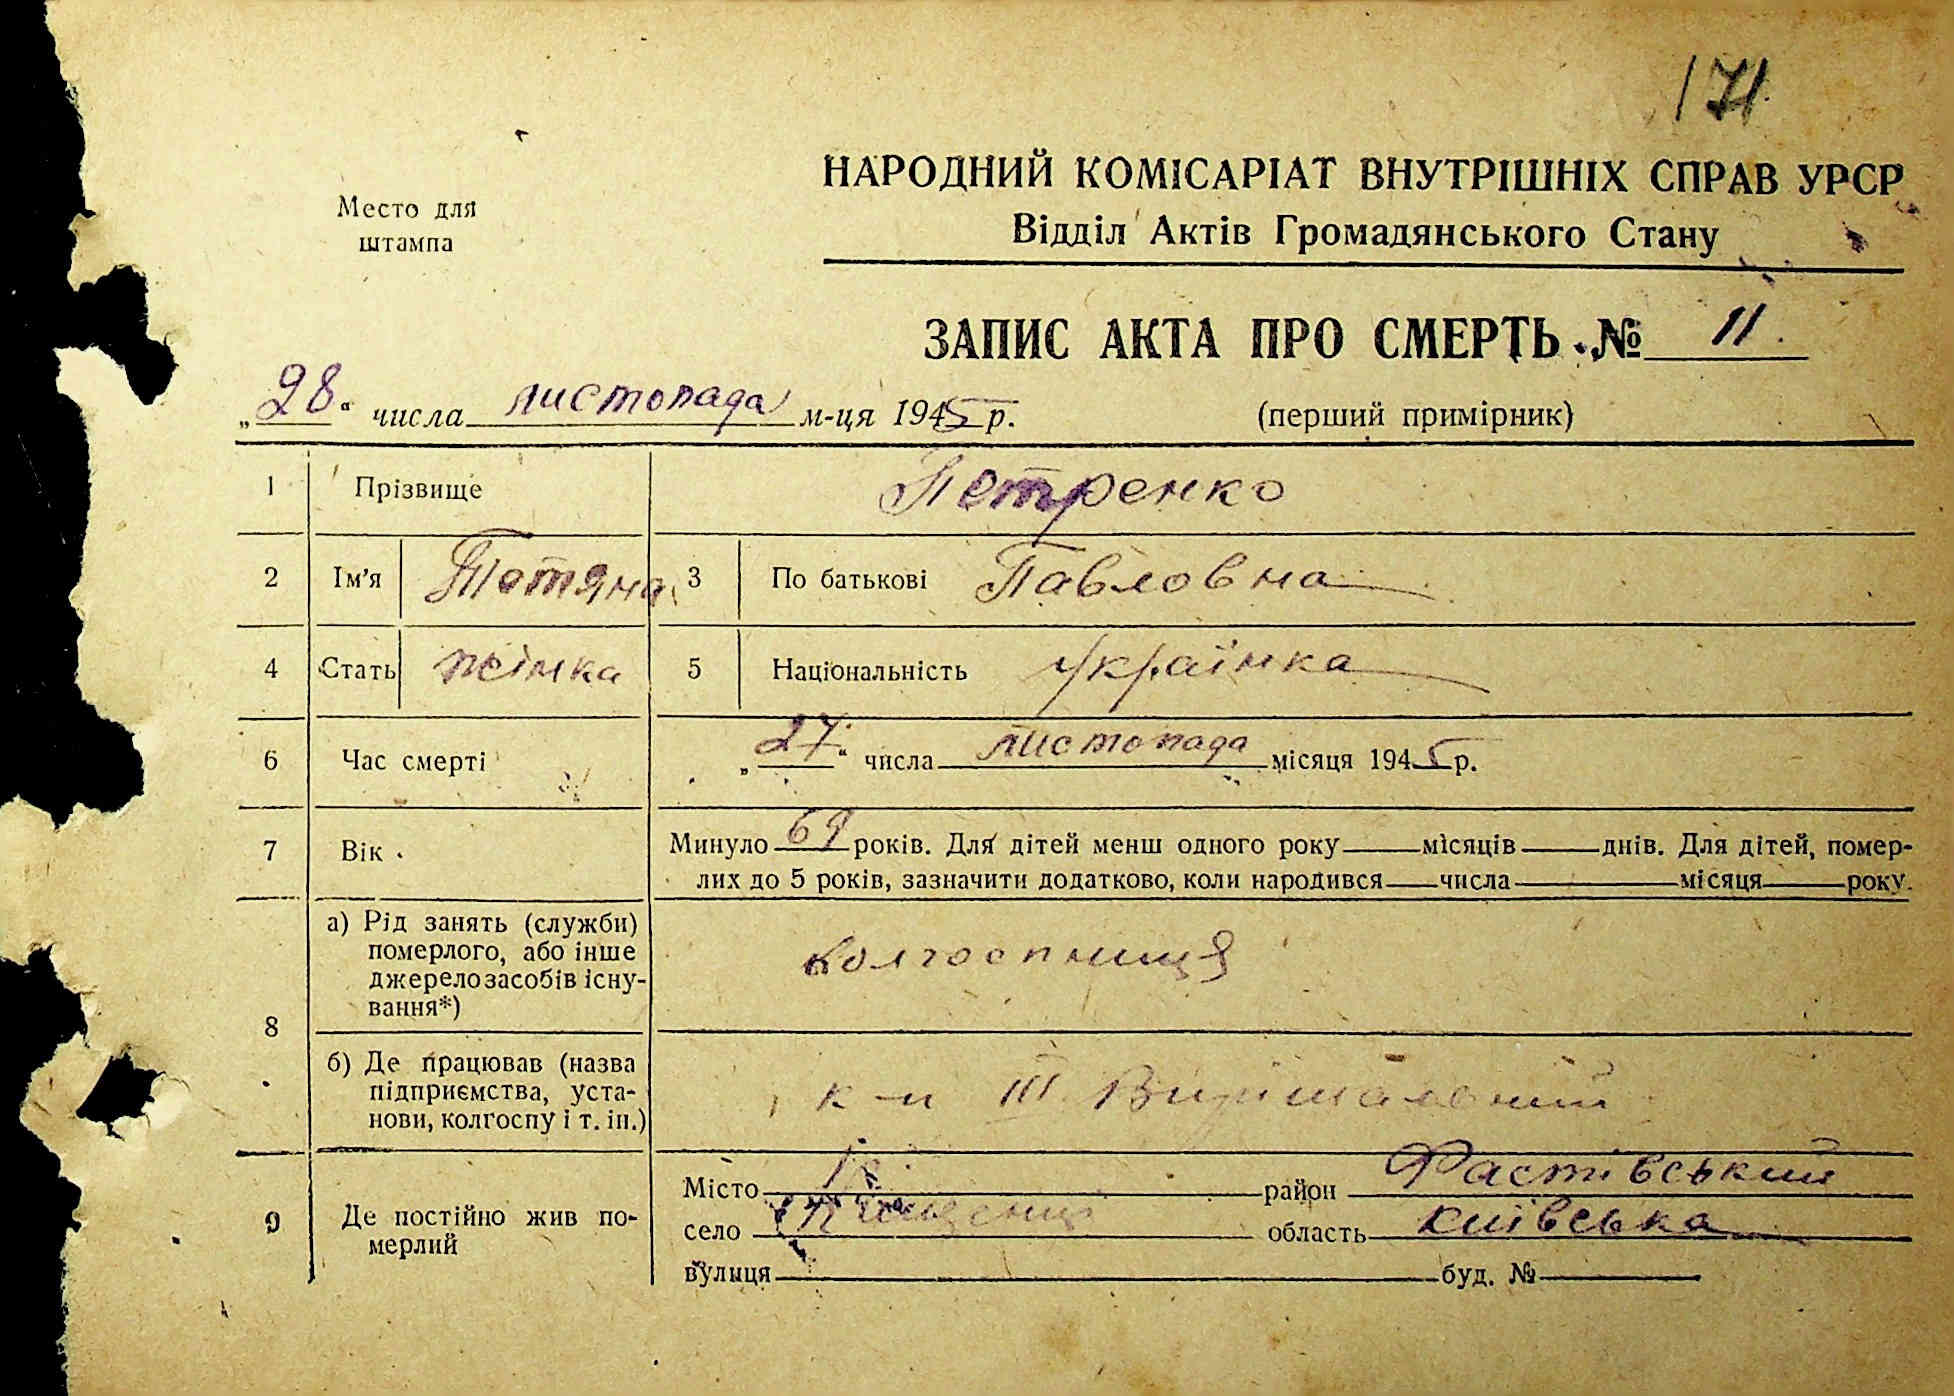 171
Место для
штампа
НАРОДНИЙ КОМІСАРІАТ ВНУТРІШНІХ СПРАВ УРСР
Відділ Актів Громадянського Стану
ЗАПИС АКТА ПРО СМЕРТЬ № 11.
„28“ числа листопада м-ця 1945 р.
(перший примірник)
1 Прізвище Петренко
2 Ім'я Тетяна 3 По батькові Павловна
4 Стать жінка 5 Національність українка
6 Час смерті „27“ числа листопада місяця 1945 р.
7 Вік Минуло 69 років. Для дітей менш одного року місяців днів. Для дітей, помер-
лих до 5 років, зазначити додатково, коли народився числа місяця року.
8 а) Рід занять (служби)
померлого, або інше
джерело засобів існу-
вання*)
колгоспниця
б) Де працював (назва
підприємства, уста-
нови, колгоспу і т. ін.)
к-п III Вирішальний
9 Де постійно жив по-
мерлий
Місто район Фастівський
село область київська
вулиця буд. №